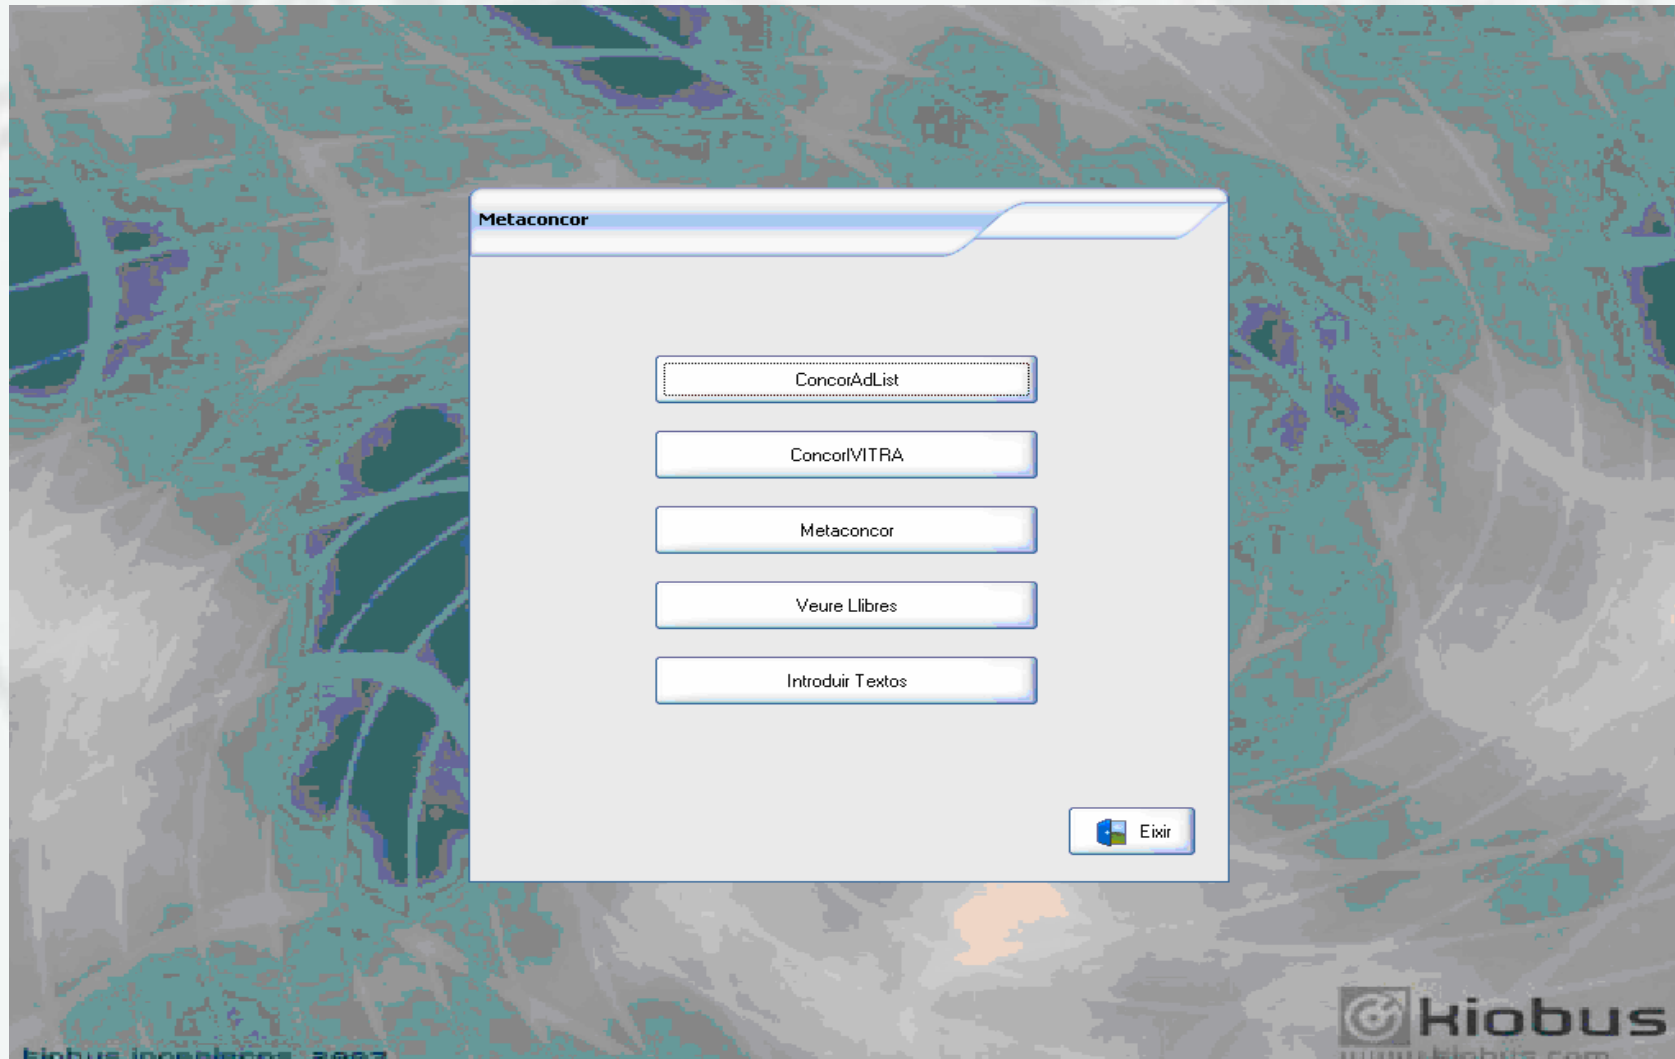 Metaconcor
ConcorAdList
ConcorIVITRA
Metaconcor
Veure Llibres
Introduir Textos
Eixir
kiobus